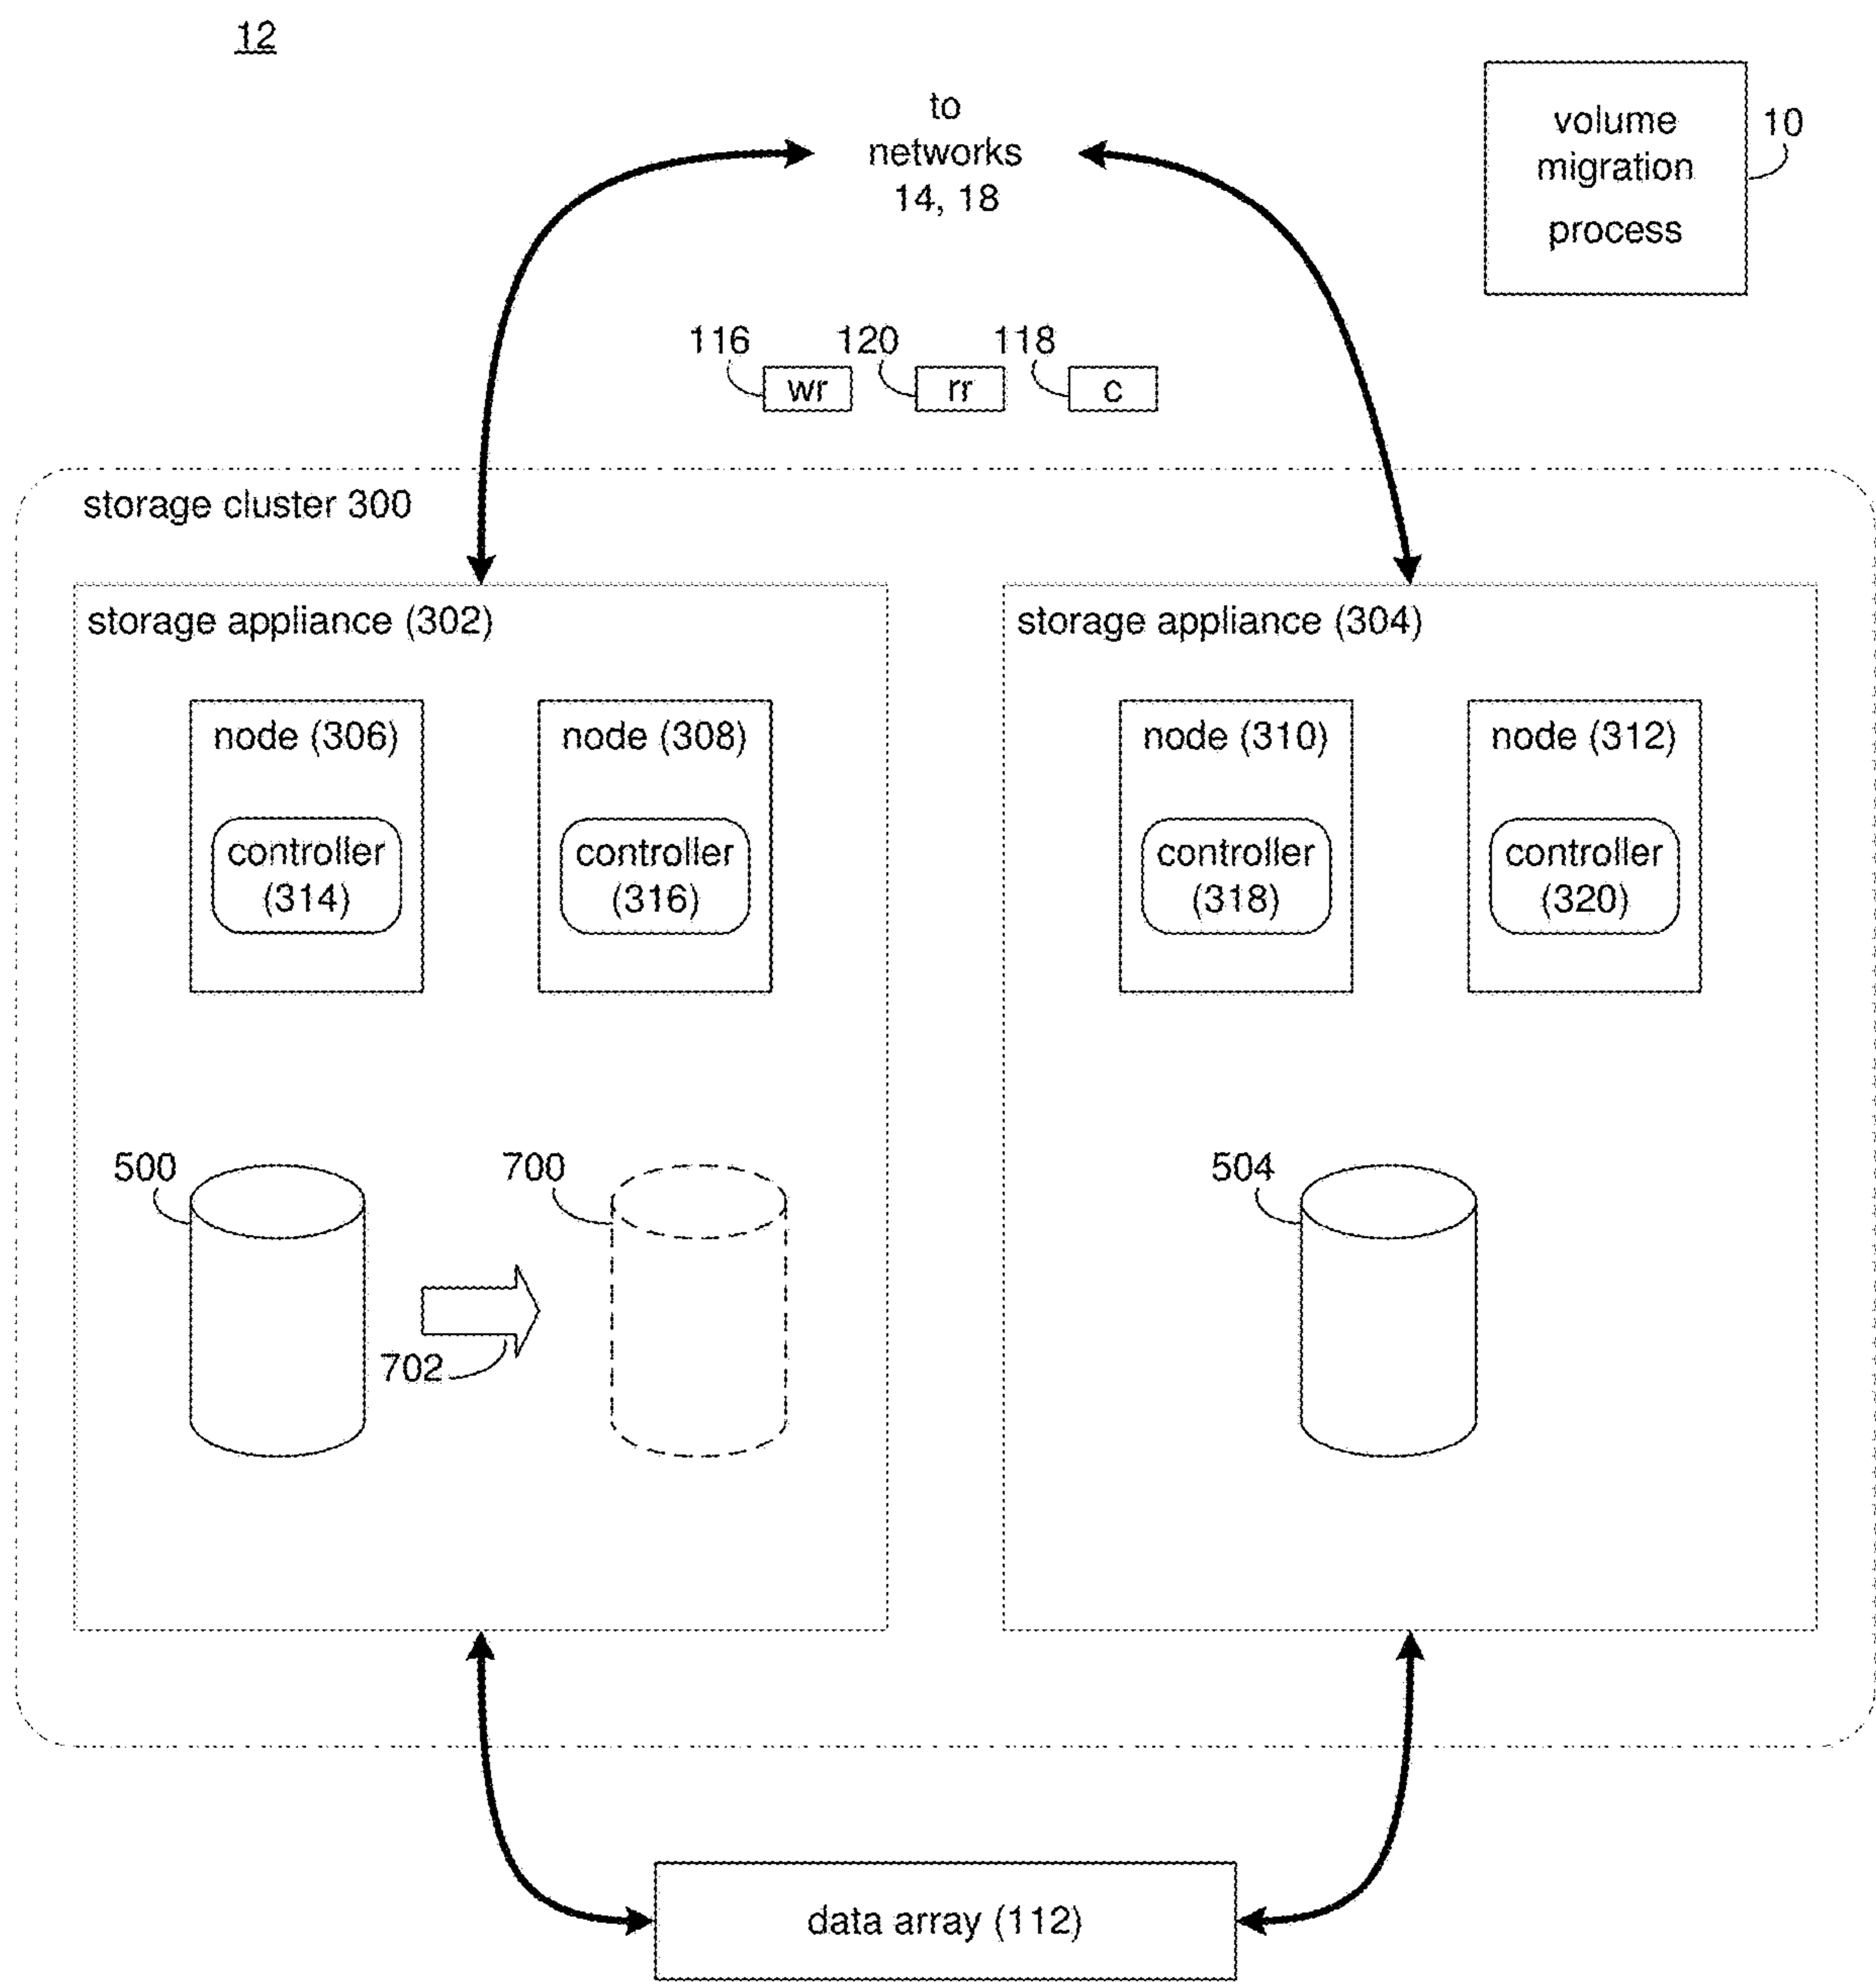 12
to
networks
14, 18
volume
migration
process
10
116
120
118
wr
rr
c
storage cluster 300
storage appliance (302)
storage appliance (304)
node (306)
node (308)
node (310)
node (312)
controller
(314)
controller
(316)
controller
(318)
controller
(320)
500
700
504
702
data array (112)